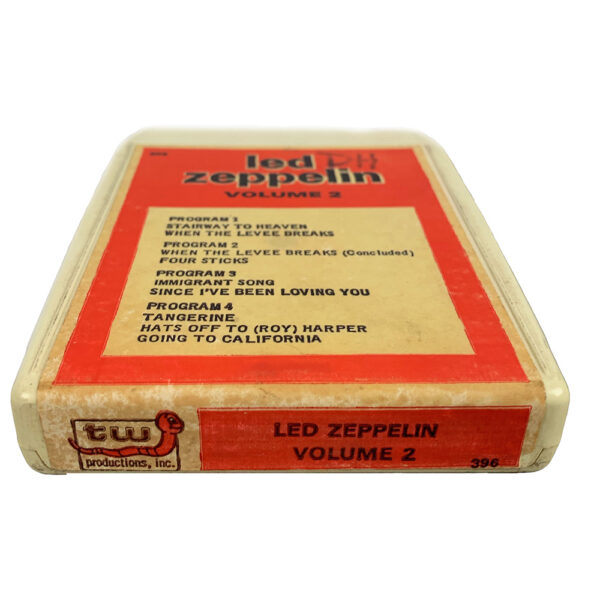 396
led PH
zeppelin
VOLUME 2
PROGRAM 1
STAIRWAY TO HEAVEN
WHEN THE LEVEE BREAKS
PROGRAM 2
WHEN THE LEVEE BREAKS (Concluded)
FOUR STICKS
PROGRAM 3
IMMIGRANT SONG
SINCE I'VE BEEN LOVING YOU
PROGRAM 4
TANGERINE
HATS OFF TO (ROY) HARPER
GOING TO CALIFORNIA
tw
productions, inc.
LED ZEPPELIN
VOLUME 2
396